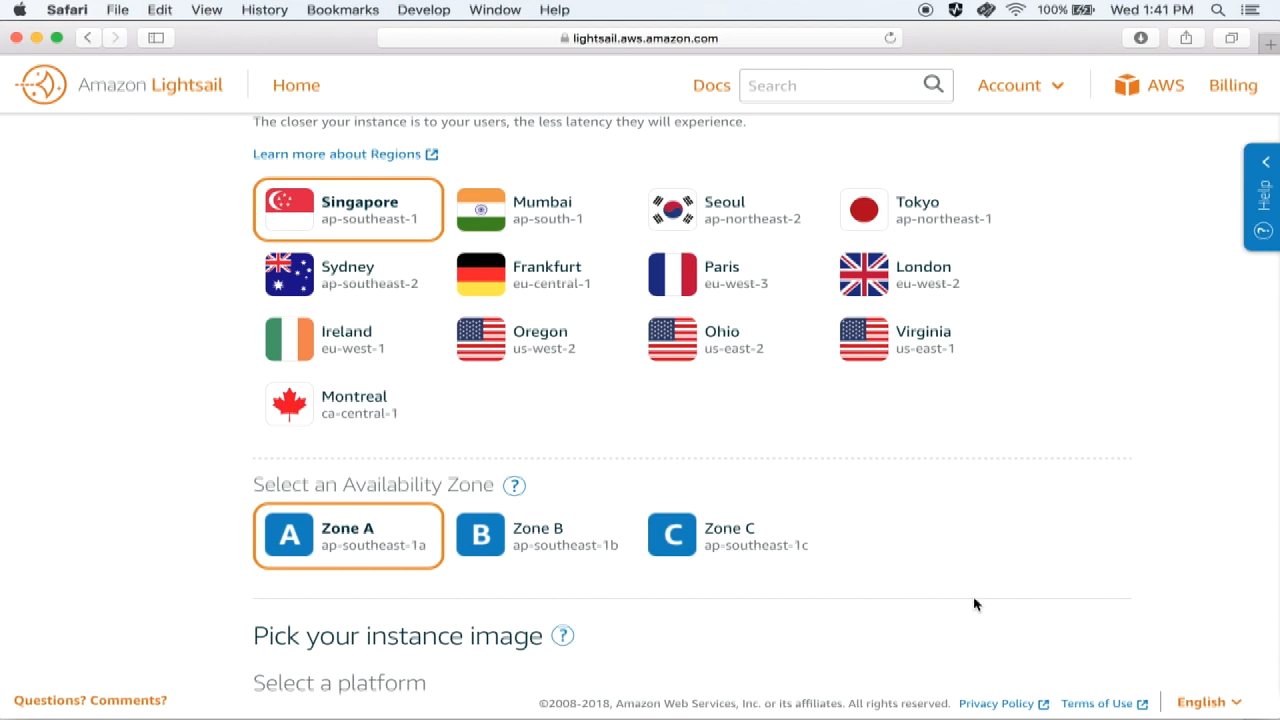 Safari File Edit View History Bookmarks Develop Window Help 100% Wed 1:41 PM
lightsail.aws.amazon.com
Amazon Lightsail Home Docs Search Account AWS Billing
The closer your instance is to your users, the less latency they will experience.
Learn more about Regions
Help
Singapore Mumbai Seoul Tokyo
ap-southeast-1 ap-south-1 ap-northeast-2 ap-northeast-1
Sydney Frankfurt Paris London
ap-southeast-2 eu-central-1 eu-west-3 eu-west-2
Ireland Oregon Ohio Virginia
eu-west-1 us-west-2 us-east-2 us-east-1
Montreal
ca-central-1
Select an Availability Zone ?
A Zone A B Zone B C Zone C
ap-southeast-1a ap-southeast-1b ap-southeast-1c
Pick your instance image ?
Select a platform
Questions? Comments? ©2008-2018, Amazon Web Services, Inc. or its affiliates. All rights reserved. Privacy Policy Terms of Use English